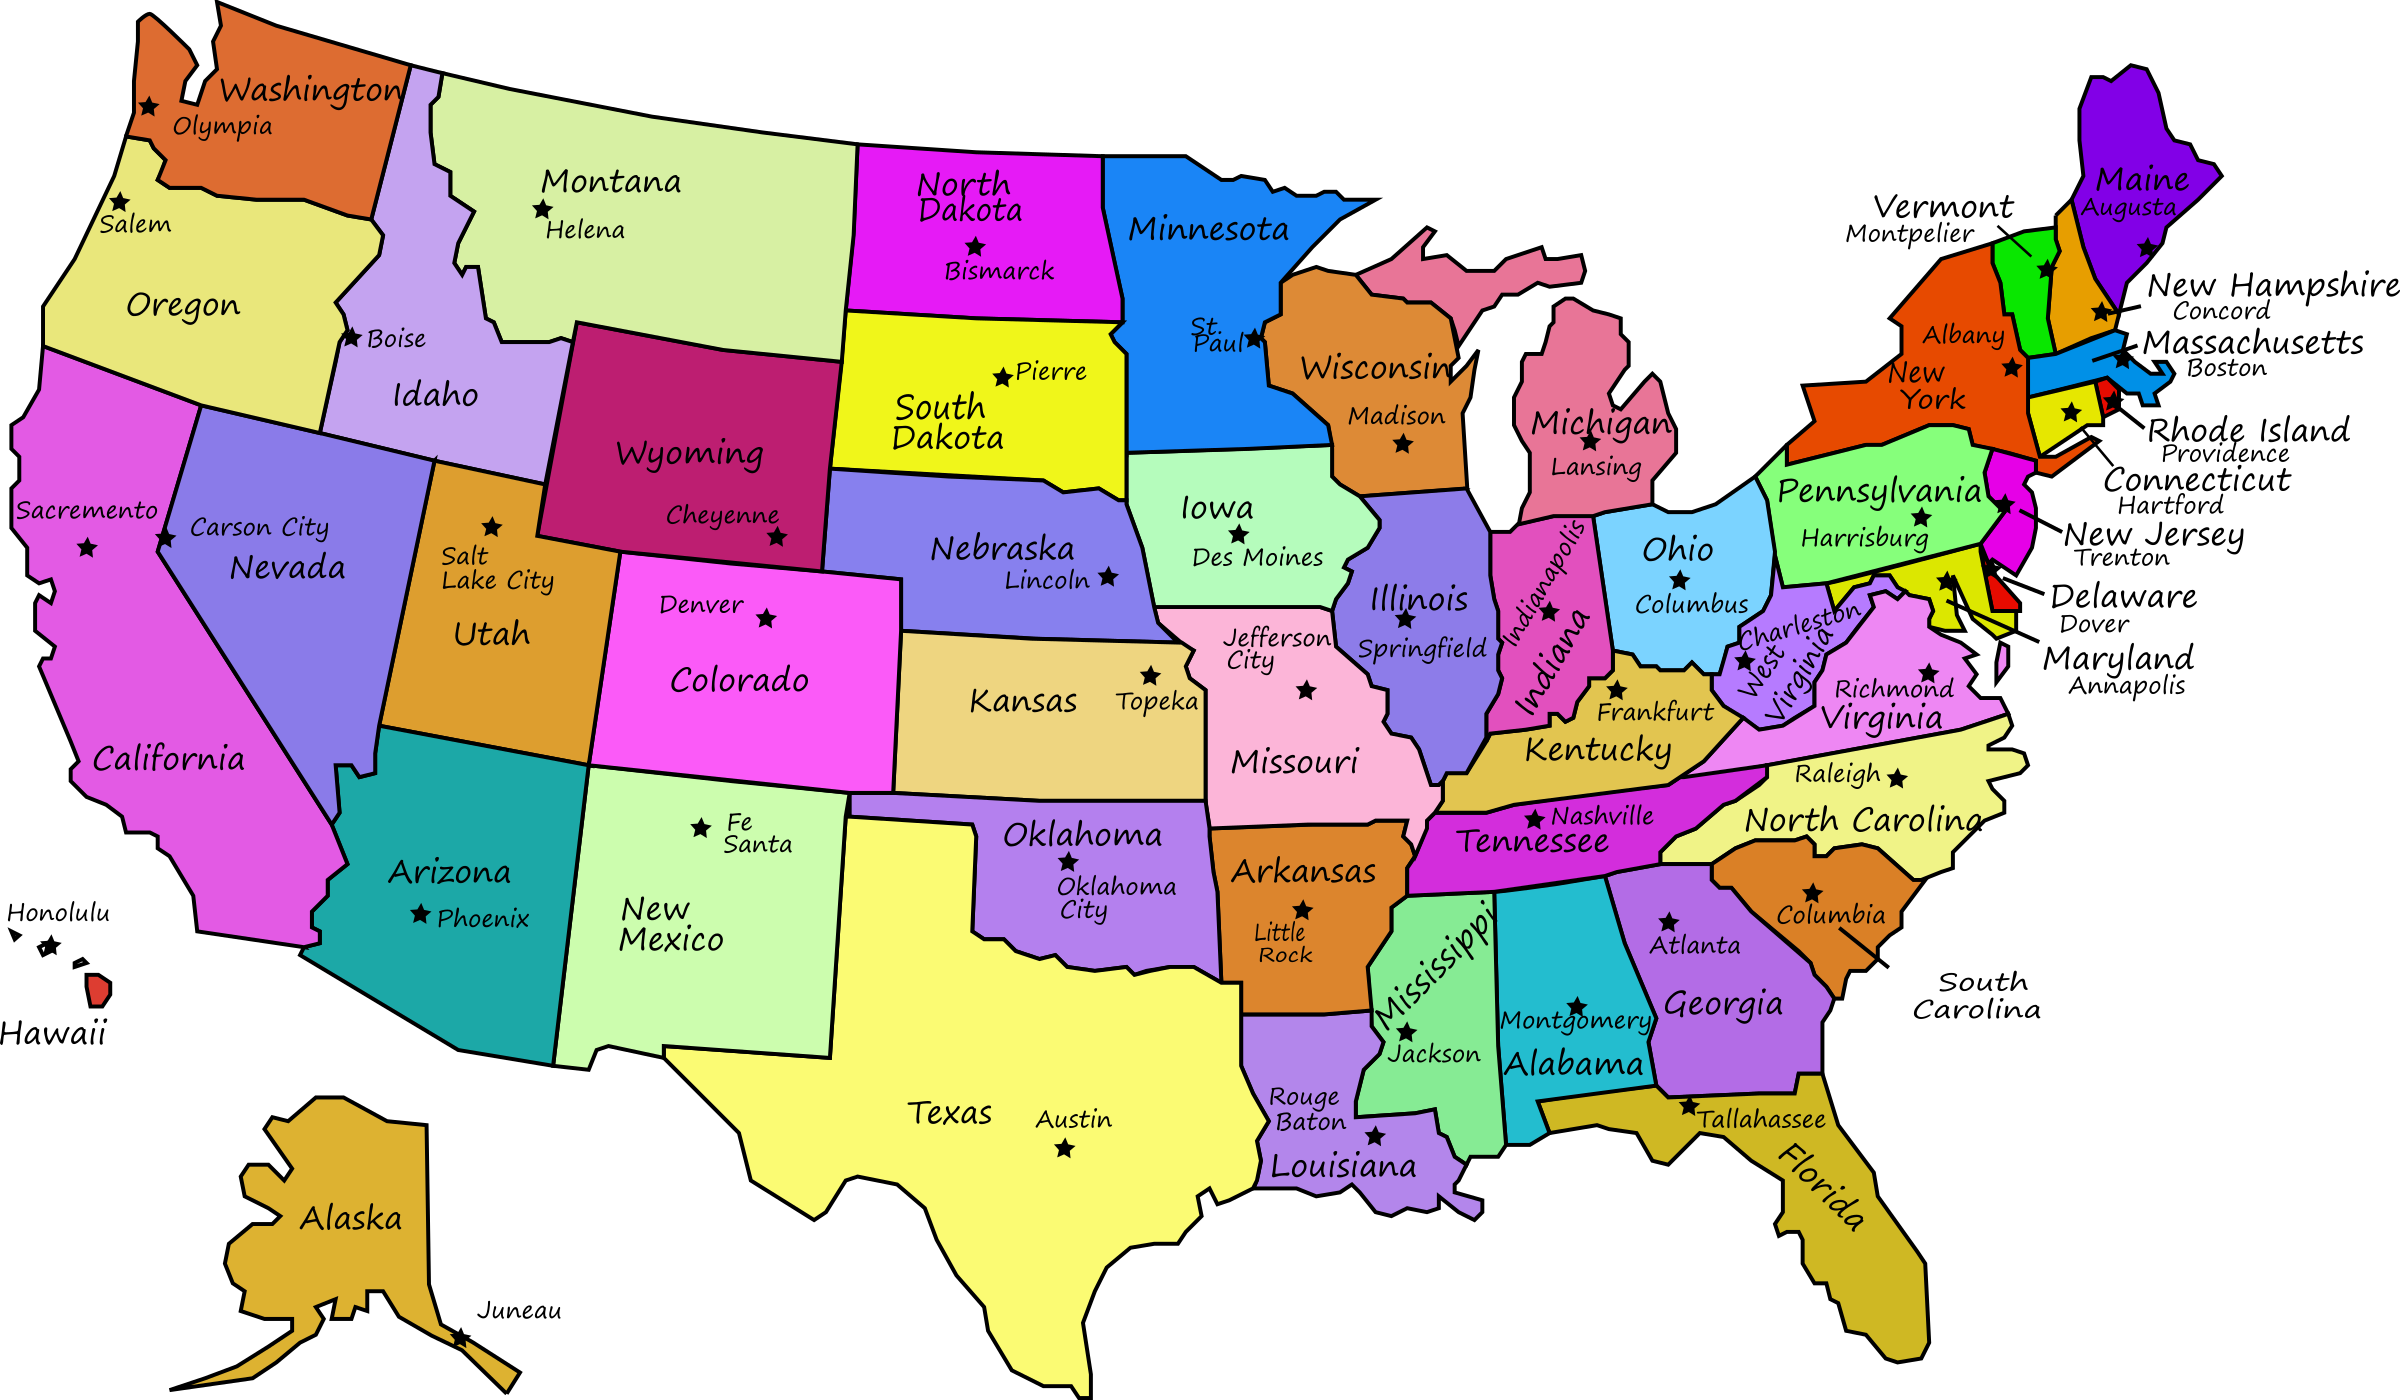 Washington
Olympia
Oregon
Salem
Idaho
Boise
Montana
Helena
North
Dakota
Bismarck
Minnesota
St.
Paul
South
Dakota
Pierre
Wyoming
Cheyenne
Wisconsin
Madison
Michigan
Lansing
Maine
Augusta
Vermont
Montpelier
New Hampshire
Concord
Massachusetts
Boston
Albany
New
York
Rhode Island
Providence
Connecticut
Hartford
New Jersey
Trenton
Delaware
Dover
Maryland
Annapolis
Pennsylvania
Harrisburg
Sacremento
California
Carson City
Nevada
Salt
Lake City
Utah
Denver
Colorado
Nebraska
Lincoln
Iowa
Des Moines
Illinois
Springfield
Indianapolis
Indiana
Ohio
Columbus
Charleston
West
Virginia
Richmond
Virginia
Kansas
Topeka
Jefferson
City
Missouri
Frankfurt
Kentucky
Nashville
Tennessee
Raleigh
North Carolina
Columbia
South
Carolina
Arizona
Phoenix
Fe
Santa
New
Mexico
Oklahoma
Oklahoma
City
Arkansas
Little
Rock
Mississippi
Jackson
Montgomery
Alabama
Atlanta
Georgia
Texas
Austin
Rouge
Baton
Louisiana
Tallahassee
Florida
Honolulu
Hawaii
Alaska
Juneau